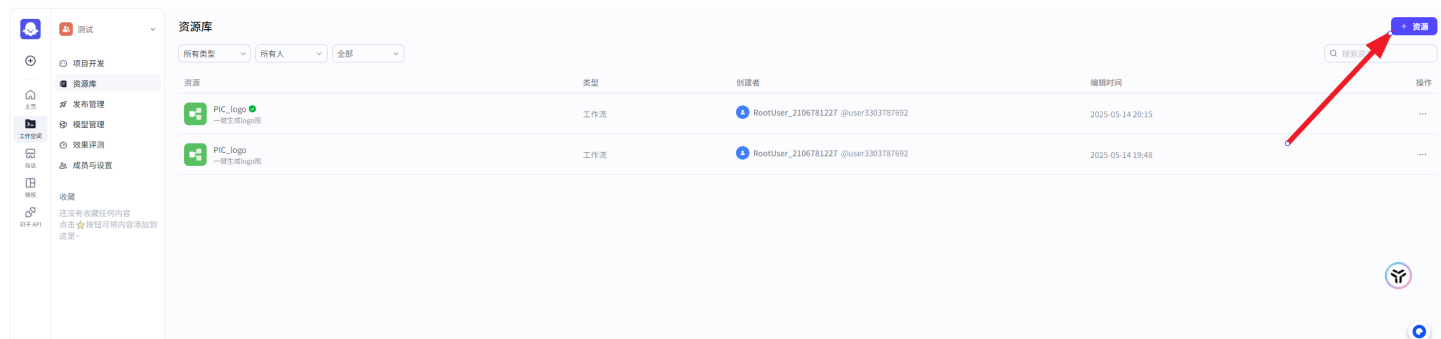 测试
项目开发
资源库
发布管理
模型管理
效果评测
成员与设置
收藏
还没有收藏任何内容
点击☆按钮可将内容添加到
这里~
主页
工作空间
商店
模板
扣子 API
资源库
+ 资源
所有类型 所有人 全部
搜索
资源 类型 创建者 编辑时间 操作
PIC_logo
一键生成logo图
工作流 RootUser_2106781227 @user3303787692 2025-05-14 20:15 ...
PIC_logo
一键生成logo图
工作流 RootUser_2106781227 @user3303787692 2025-05-14 19:48 ...